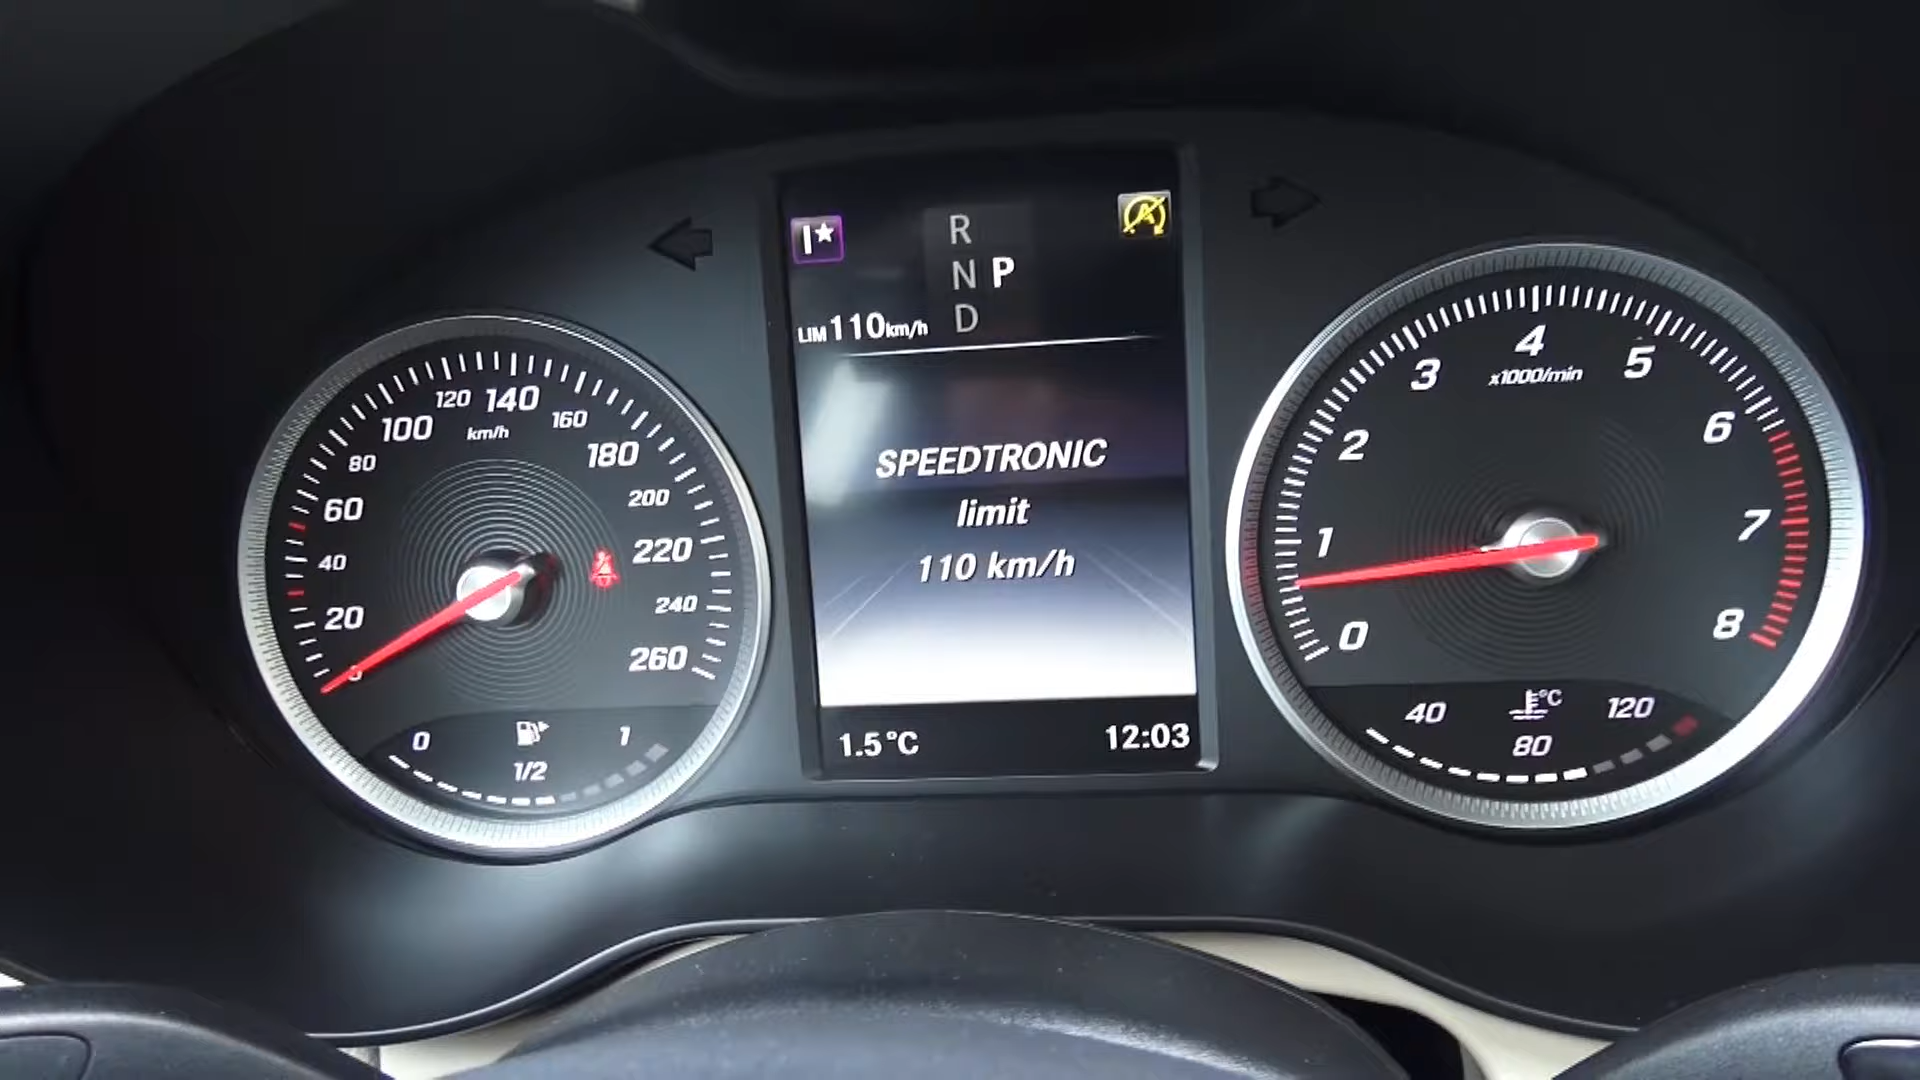 R
N P
D
LIM 110 km/h
SPEEDTRONIC
limit
110 km/h
1.5°C
12:03
0
20
40
60
80
100
120
140
160
180
200
220
240
260
km/h
0
1/2
1
0
1
2
3
4
5
6
7
8
x1000/min
40
80
120
°C